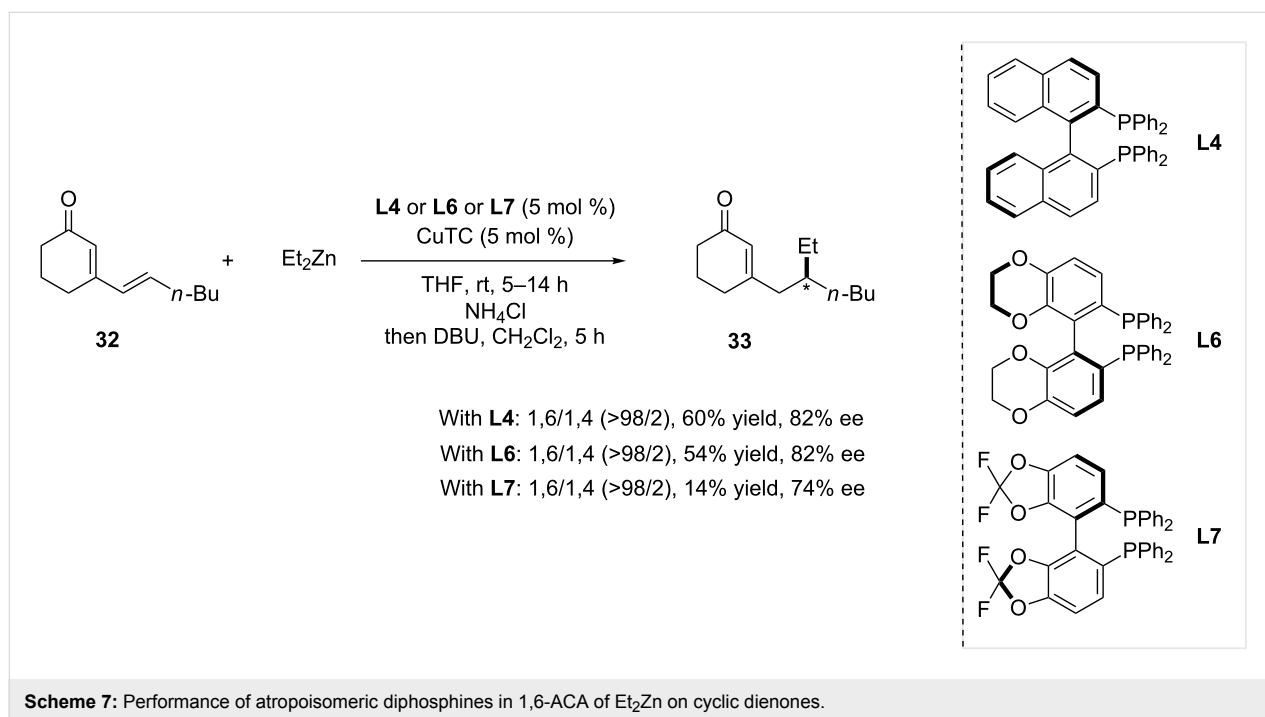 O
n-Bu
32
+
Et₂Zn
L4 or L6 or L7 (5 mol %)
CuTC (5 mol %)
THF, rt, 5–14 h
NH₄Cl
then DBU, CH₂Cl₂, 5 h
O
Et
*
n-Bu
33
With L4: 1,6/1,4 (>98/2), 60% yield, 82% ee
With L6: 1,6/1,4 (>98/2), 54% yield, 82% ee
With L7: 1,6/1,4 (>98/2), 14% yield, 74% ee
PPh₂
PPh₂
L4
O
O
PPh₂
O
PPh₂
O
L6
F
O
F
O
PPh₂
F
O
PPh₂
F
O
L7
Scheme 7: Performance of atropoisomeric diphosphines in 1,6-ACA of Et₂Zn on cyclic dienones.